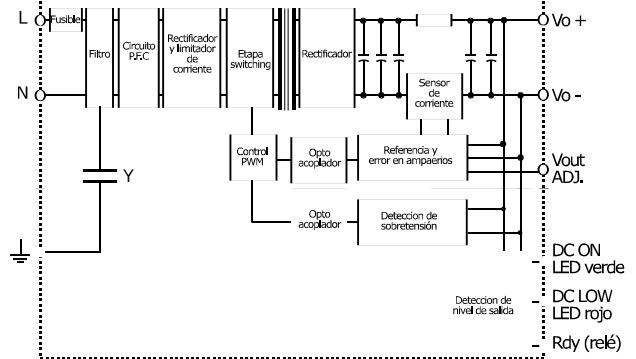 L
Fusible
Filtro
Circuito
P.F.C
Rectificador
y limitador
de
corriente
Etapa
switching
Rectificador
Vo +
N
Sensor
de
corriente
Vo -
Control
PWM
Opto
acoplador
Referencia y
error en ampaerios
Vout
ADJ.
Y
Opto
acoplador
Deteccion de
sobretensión
DC ON
LED verde
Deteccion de
nivel de salida
DC LOW
LED rojo
Rdy (relé)